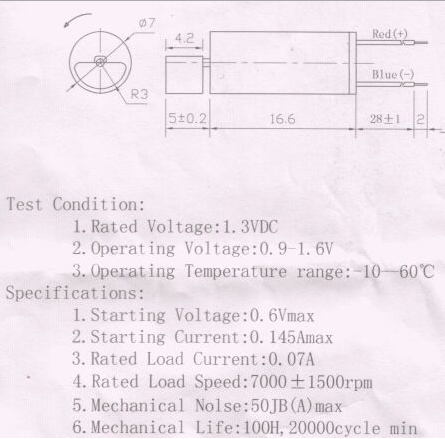 ø7
4.2
Red(+)
Blue(-)
R3
5±0.2
16.6
28±1
2
Test Condition:
1.Rated Voltage:1.3VDC
2.Operating Voltage:0.9-1.6V
3.Operating Temperature range:-10—60℃
Specifications:
1.Starting Voltage:0.6Vmax
2.Starting Current:0.145Amax
3.Rated Load Current:0.07A
4.Rated Load Speed:7000±1500rpm
5.Mechanical Nolse:50JB(A)max
6.Mechanical Life:100H,20000cycle min